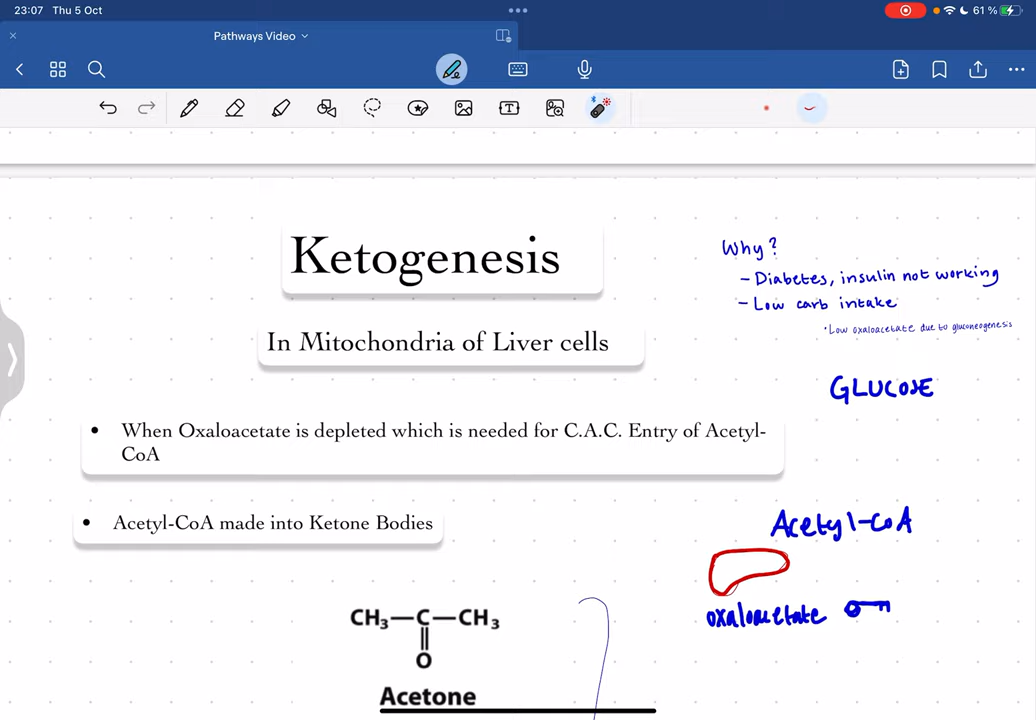 23:07 Thu 5 Oct
61 %
Pathways Video
T
Ketogenesis
In Mitochondria of Liver cells
• When Oxaloacetate is depleted which is needed for C.A.C. Entry of Acetyl-
CoA
• Acetyl-CoA made into Ketone Bodies
CH₃—C—CH₃
O
Acetone
Why?
- Diabetes, insulin not working
- Low carb intake
• Low oxaloacetate due to gluconeogenesis
GLUCOSE
Acetyl-CoA
oxaloacetate